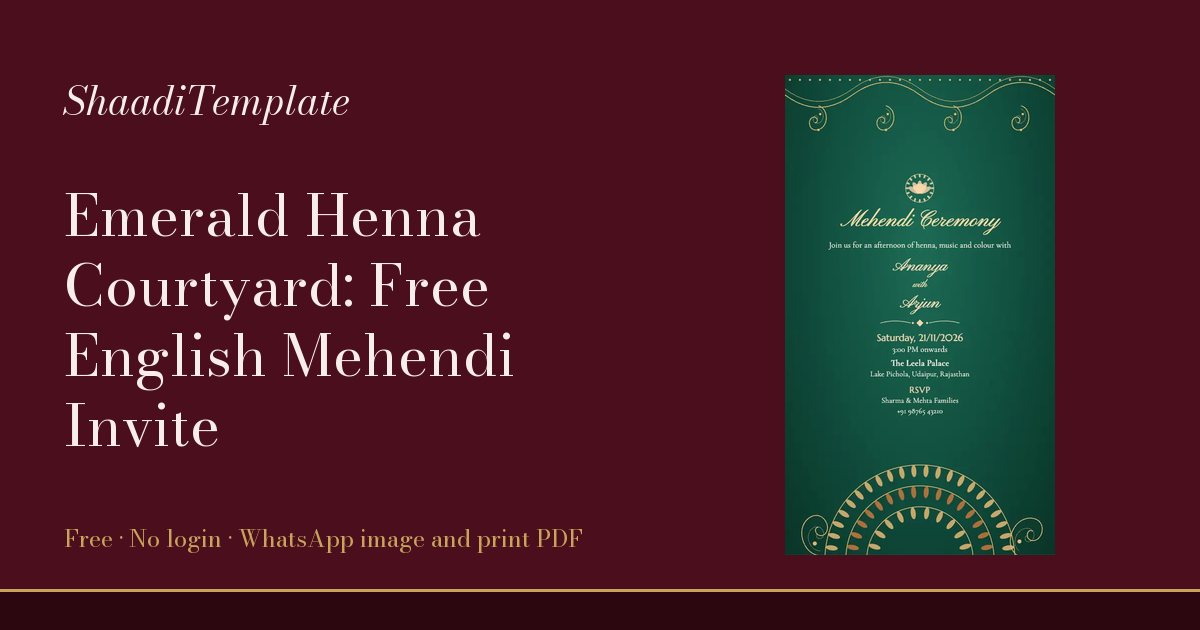 ShaadiTemplate
Emerald Henna
Courtyard: Free
English Mehendi
Invite
Free · No login · WhatsApp image and print PDF
Mehendi Ceremony
Join us for an afternoon of henna, music and colour with
Ananya
with
Arjun
Saturday, 21/11/2026
3:00 PM onwards
The Leela Palace
Lake Pichola, Udaipur, Rajasthan
RSVP
Sharma & Mehta Families
+91 98765 43210